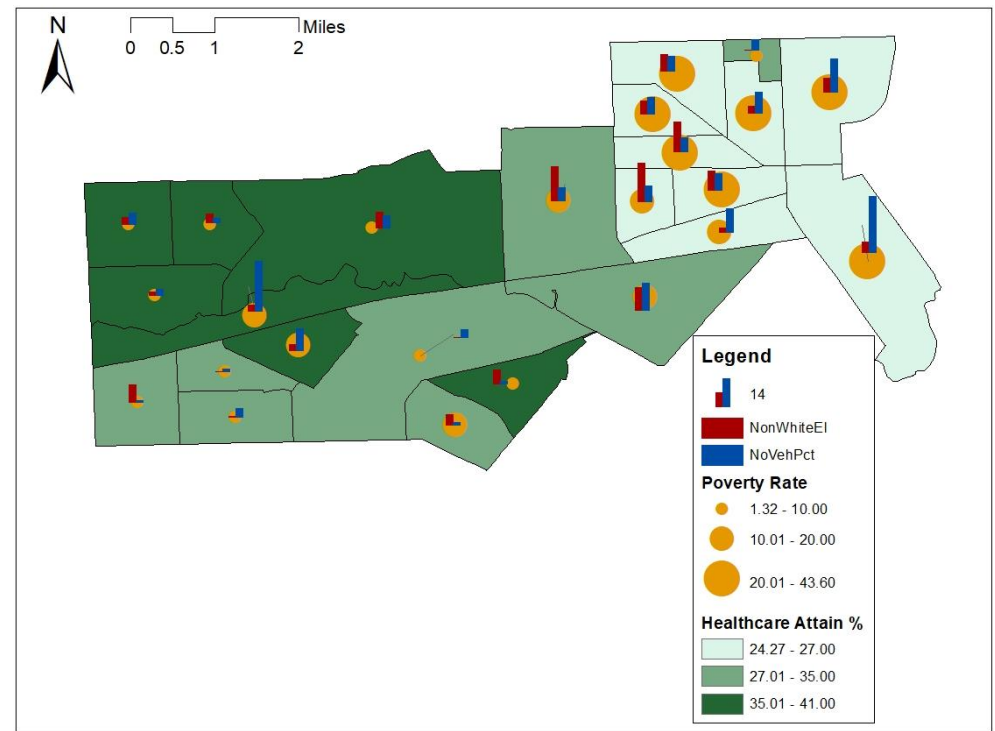 N
Miles
0 0.5 1 2
Legend
14
NonWhiteEl
NoVehPct
Poverty Rate
1.32 - 10.00
10.01 - 20.00
20.01 - 43.60
Healthcare Attain %
24.27 - 27.00
27.01 - 35.00
35.01 - 41.00